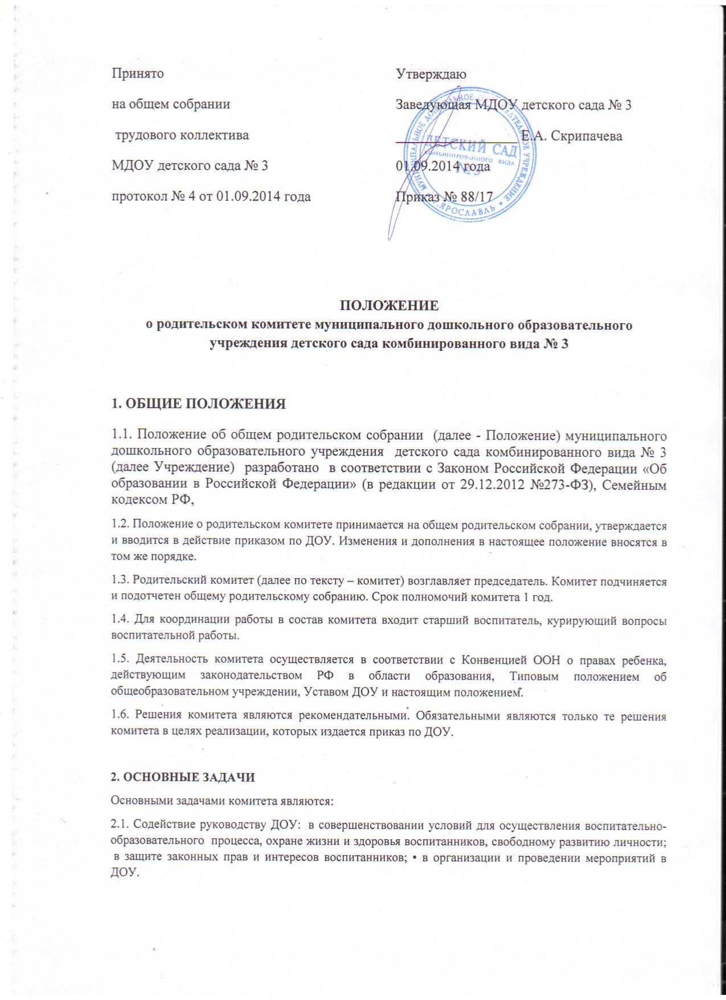 Принято
на общем собрании
трудового коллектива
МДОУ детского сада № 3
протокол № 4 от 01.09.2014 года
Утверждаю
Заведующая МДОУ детского сада № 3
_________________ Е.А. Скрипачева
01.09.2014 года
Приказ № 88/17
МУНИЦИПАЛЬНОЕ ДОШКОЛЬНОЕ ОБРАЗОВАТЕЛЬНОЕ УЧРЕЖДЕНИЕ * г.ЯРОСЛАВЛЬ *
ДЕТСКИЙ САД
КОМБИНИРОВАННОГО ВИДА
№ 3
ПОЛОЖЕНИЕ
о родительском комитете муниципального дошкольного образовательного
учреждения детского сада комбинированного вида № 3
1. ОБЩИЕ ПОЛОЖЕНИЯ
1.1. Положение об общем родительском собрании (далее - Положение) муниципального
дошкольного образовательного учреждения детского сада комбинированного вида № 3
(далее Учреждение) разработано в соответствии с Законом Российской Федерации «Об
образовании в Российской Федерации» (в редакции от 29.12.2012 №273-ФЗ), Семейным
кодексом РФ,
1.2. Положение о родительском комитете принимается на общем родительском собрании, утверждается
и вводится в действие приказом по ДОУ. Изменения и дополнения в настоящее положение вносятся в
том же порядке.
1.3. Родительский комитет (далее по тексту – комитет) возглавляет председатель. Комитет подчиняется
и подотчетен общему родительскому собранию. Срок полномочий комитета 1 год.
1.4. Для координации работы в состав комитета входит старший воспитатель, курирующий вопросы
воспитательной работы.
1.5. Деятельность комитета осуществляется в соответствии с Конвенцией ООН о правах ребенка,
действующим законодательством РФ в области образования, Типовым положением об
общеобразовательном учреждении, Уставом ДОУ и настоящим положением.
1.6. Решения комитета являются рекомендательными. Обязательными являются только те решения
комитета в целях реализации, которых издается приказ по ДОУ.
2. ОСНОВНЫЕ ЗАДАЧИ
Основными задачами комитета являются:
2.1. Содействие руководству ДОУ: в совершенствовании условий для осуществления воспитательно-
образовательного процесса, охране жизни и здоровья воспитанников, свободному развитию личности;
в защите законных прав и интересов воспитанников; • в организации и проведении мероприятий в
ДОУ.